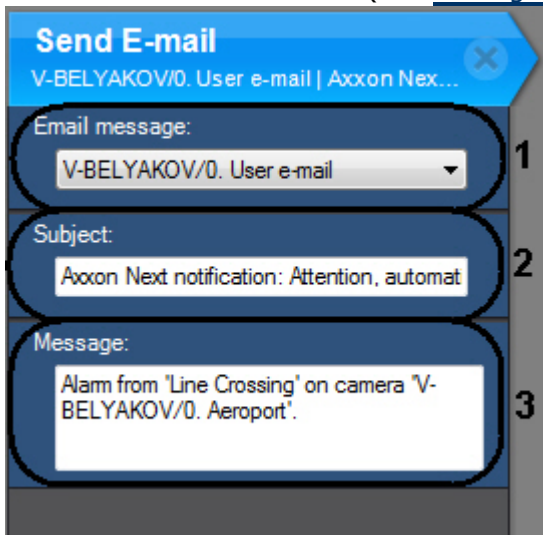 Send E-mail
V-BELYAKOV/0. User e-mail | Axxon Nex...
Email message:
1
V-BELYAKOV/0. User e-mail
Subject:
2
Axxon Next notification: Attention, automat
Message:
Alarm from "Line Crossing' on camera "V-
BELYAKOV/0. Aeroport".
3